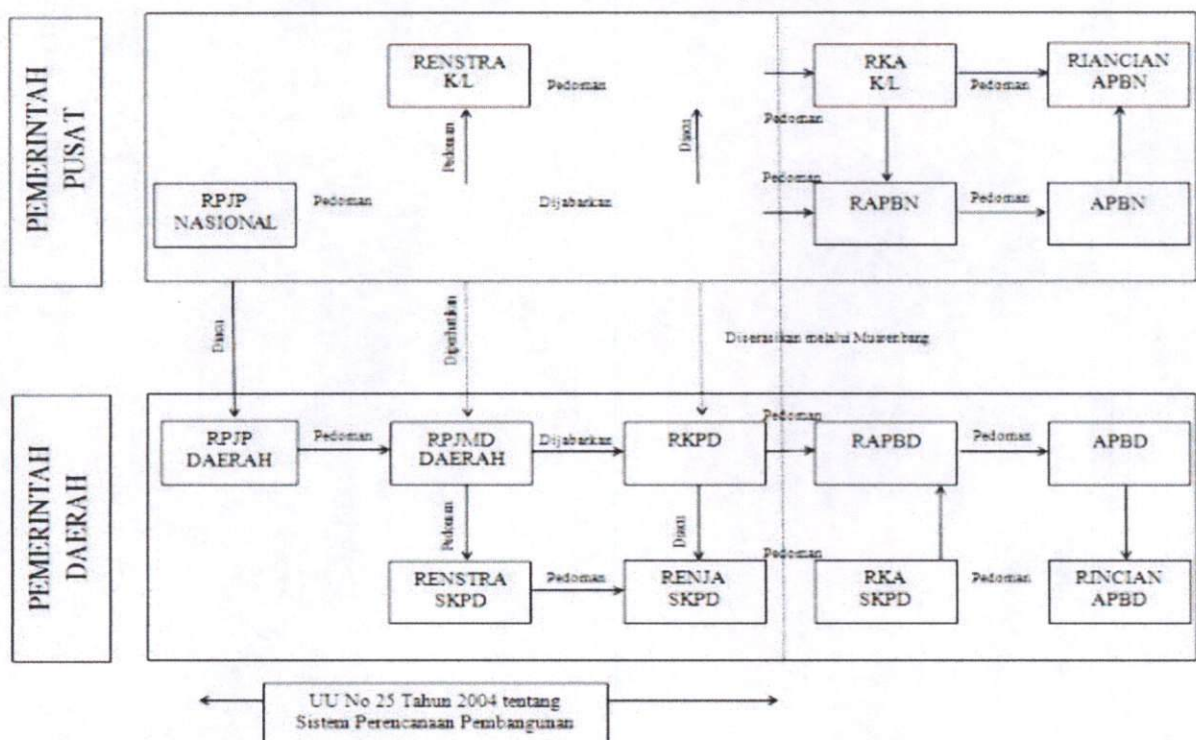 PEMERINTAH
PUSAT
RENSTRA
K/L
Pedoman
RKA
K/L
Pedoman
RIANCIAN
APBN
Pedoman
Pedoman
Diacu
RPJP
NASIONAL
Pedoman
Dijabarkan
Pedoman
RAPBN
Pedoman
APBN
Diacu
Diperhatikan
Diserasikan melalui Musrenbang
PEMERINTAH
DAERAH
RPJP
DAERAH
Pedoman
RPJMD
DAERAH
Dijabarkan
RKPD
Pedoman
RAPBD
Pedoman
APBD
Pedoman
Diacu
RENSTRA
SKPD
Pedoman
RENJA
SKPD
Pedoman
RKA
SKPD
Pedoman
RINCIAN
APBD
UU No 25 Tahun 2004 tentang
Sistem Perencanaan Pembangunan